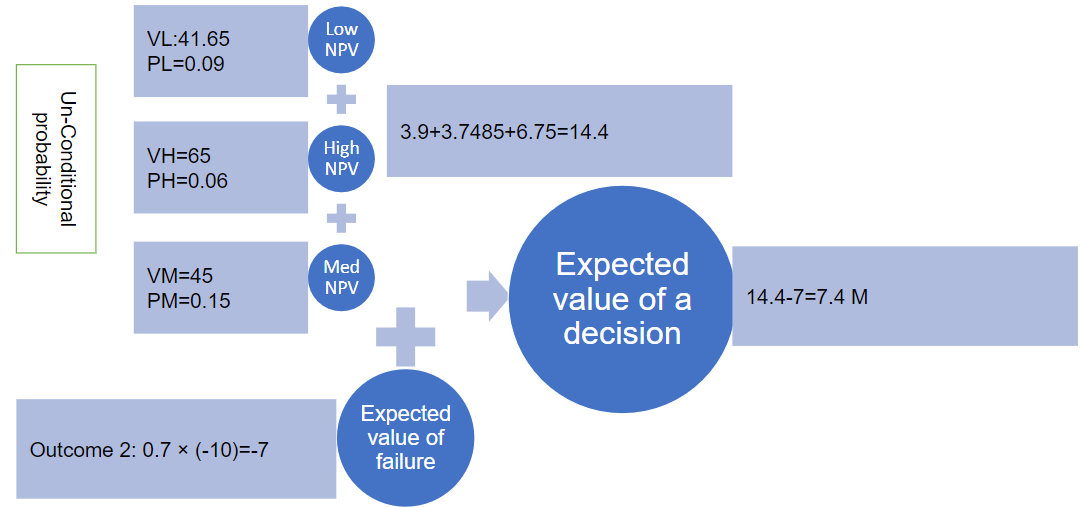 Un-Conditional
probability
VL:41.65
PL=0.09
Low
NPV
VH=65
PH=0.06
High
NPV
VM=45
PM=0.15
Med
NPV
3.9+3.7485+6.75=14.4
Expected
value of a
decision
14.4-7=7.4 M
Outcome 2: 0.7 × (-10)=-7
Expected
value of
failure